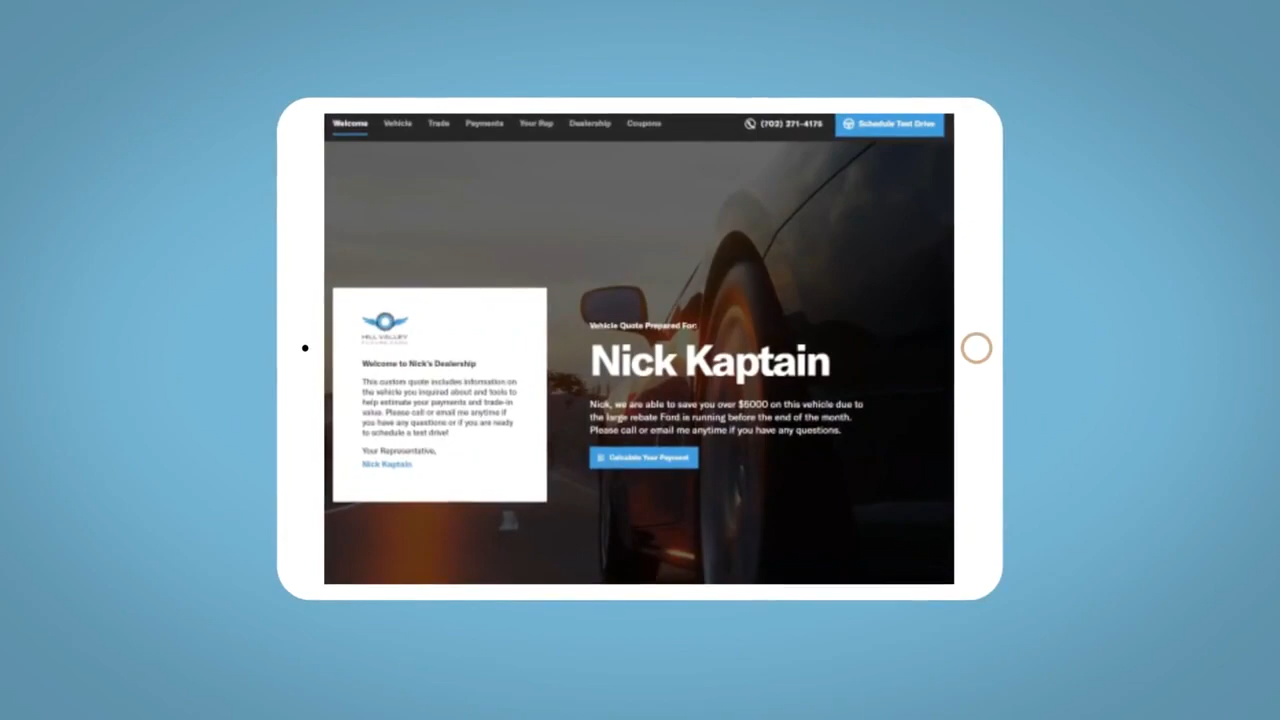 Welcome Vehicle Trade Payments Your Rep Dealership Coupons (702) 271-4175 Schedule Test Drive
HILL VALLEY
Welcome to Nick's Dealership
This custom quote includes information on
the vehicle you inquired about and tools to
help estimate your payments and trade-in
value. Please call or email me anytime if
you have any questions or if you are ready
to schedule a test drive!
Your Representative,
Nick Kaptain
Vehicle Quote Prepared For:
Nick Kaptain
Nick, we are able to save you over $5000 on this vehicle due to
the large rebate Ford is running before the end of the month.
Please call or email me anytime if you have any questions.
Calculate Your Payment